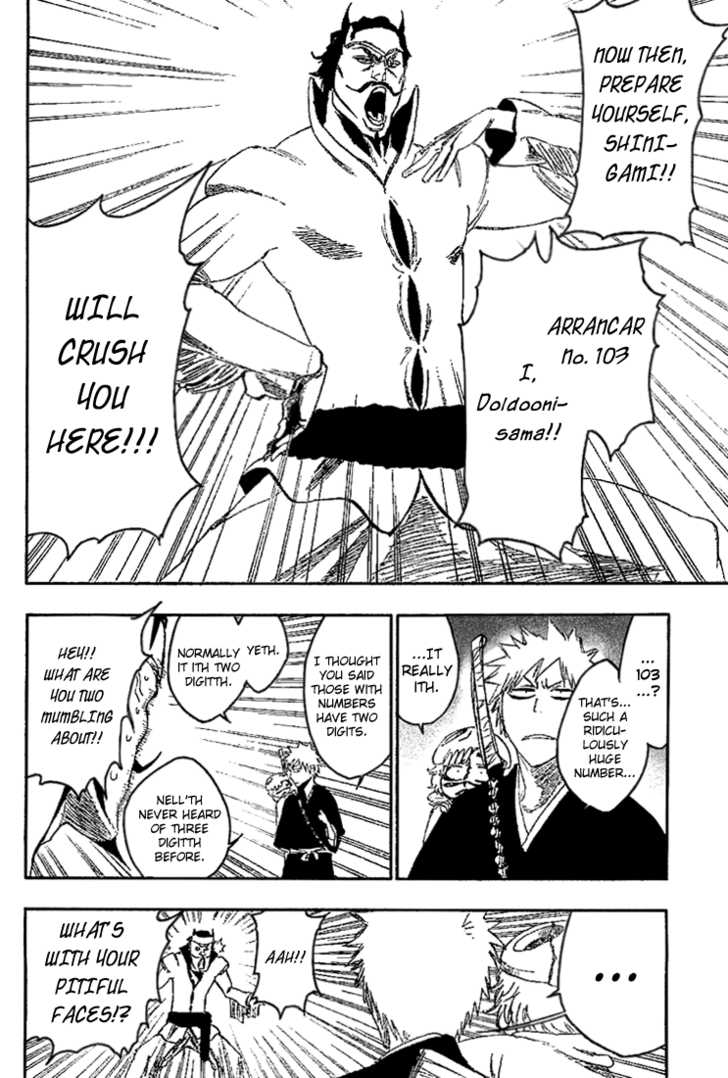 NOW THEN,
PREPARE
YOURSELF,
SHINI-
GAMI!!
ARRANCAR
No. 103
I,
Doldooni-
sama!!
WILL
CRUSH
YOU
HERE!!!
...
103
...?
THAT'S...
SUCH A
RIDICU-
LOUSLY
HUGE
NUMBER...
...IT
REALLY
ITH.
I THOUGHT
YOU SAID
THOSE WITH
NUMBERS
HAVE TWO
DIGITS.
YETH.
NORMALLY
IT ITH TWO
DIGITTH.
NELL'TH
NEVER HEARD
OF THREE
DIGITTH
BEFORE.
HEY!!
WHAT ARE
YOU TWO
MUMBLING
ABOUT!!
...
AAH!!
WHAT'S
WITH YOUR
PITIFUL
FACES!?